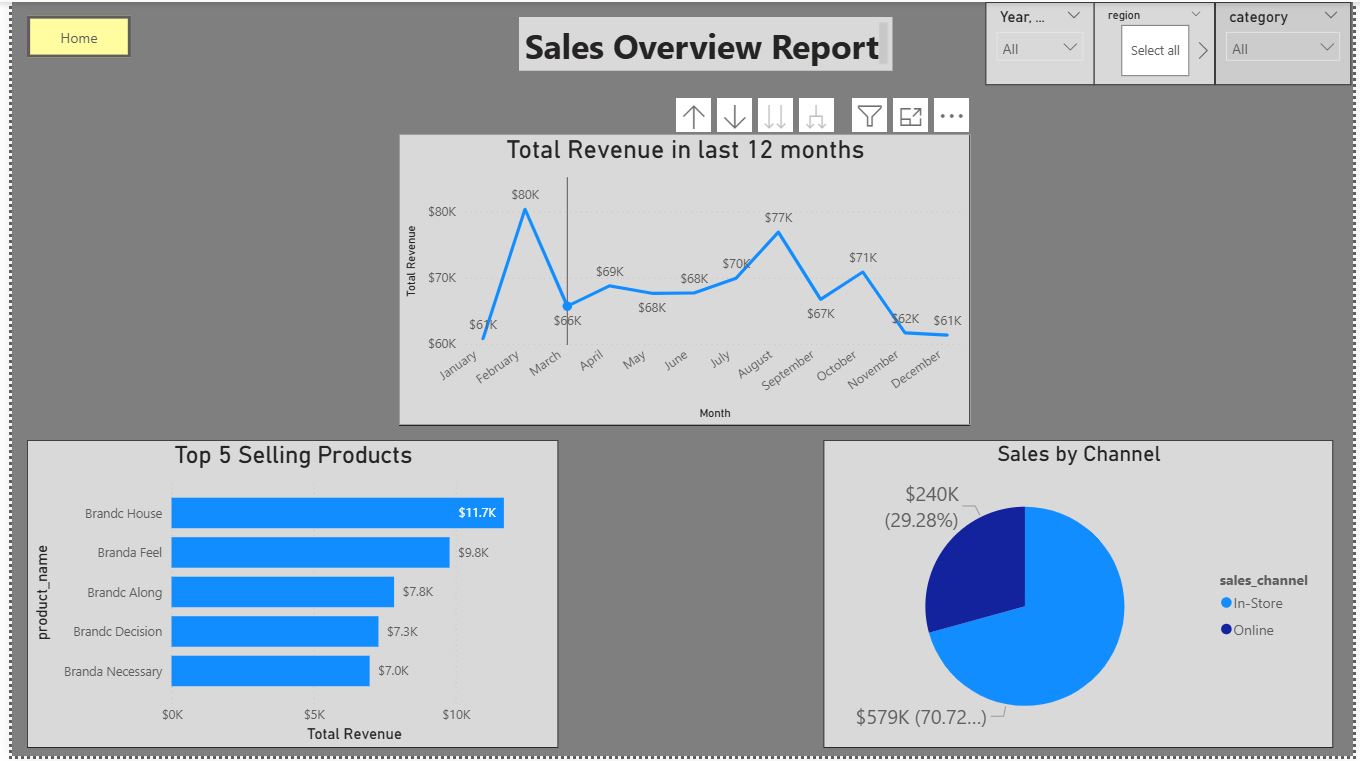 Home
Sales Overview Report
Year, ...
All
region
Select all
category
All
Total Revenue in last 12 months
Total Revenue
$80K
$70K
$60K
$61K
$80K
$66K
$69K
$68K
$68K
$70K
$77K
$67K
$71K
$62K
$61K
January
February
March
April
May
June
July
August
September
October
November
December
Month
Top 5 Selling Products
product_name
Brandc House
$11.7K
Branda Feel
$9.8K
Brandc Along
$7.8K
Brandc Decision
$7.3K
Branda Necessary
$7.0K
$0K
$5K
$10K
Total Revenue
Sales by Channel
$240K
(29.28%)
$579K (70.72...)
sales_channel
In-Store
Online